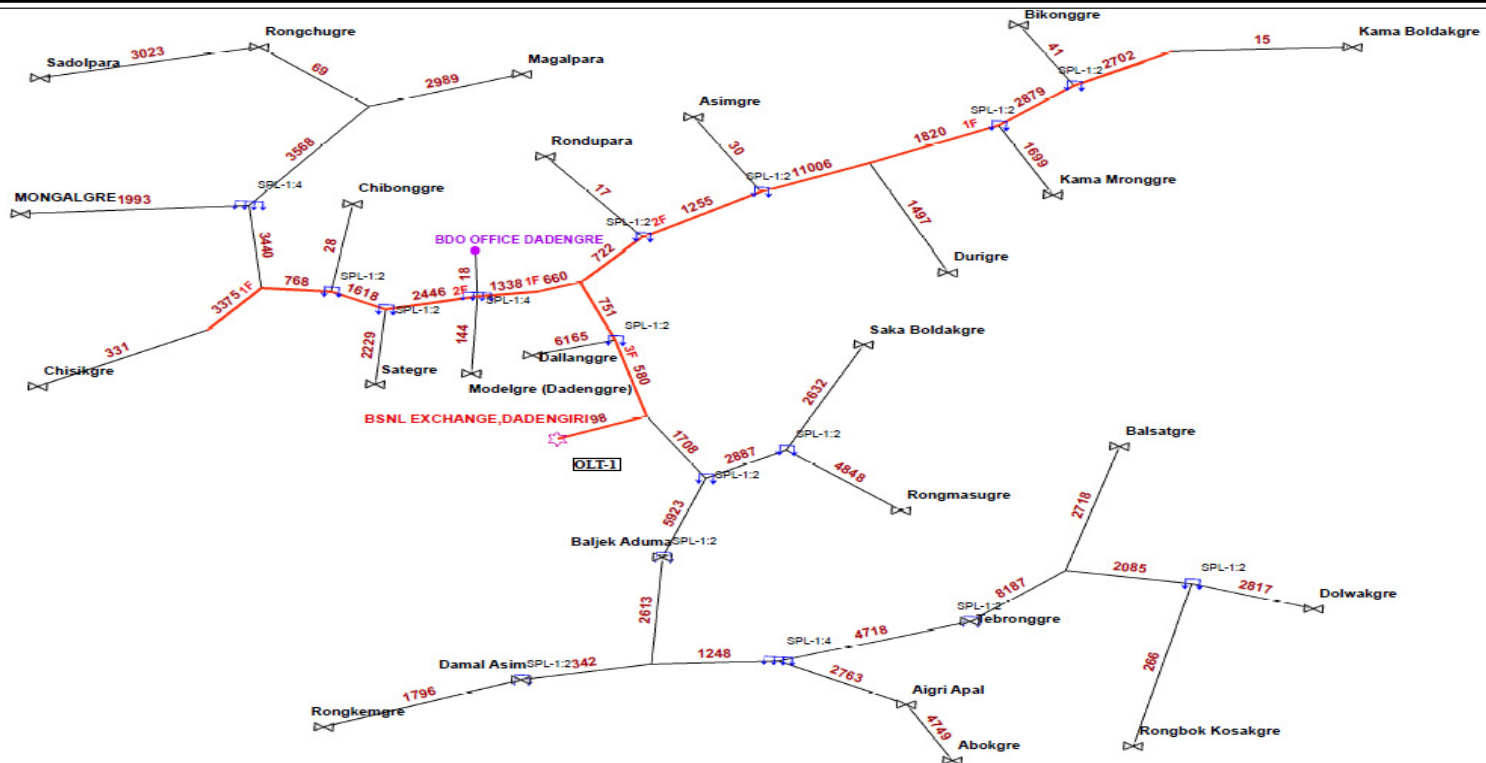 Bikonggre
Rongchugre
Kama Boldakgre
15
41
2702
3023
Sadolpara
69
Magalpara
2989
SPL-1:2
2879
Asimgre
SPL-1:2
1F
1820
1699
Rondupara
30
11006
3568
Kama Mronggre
SPL-1:4
Chibonggre
SPL-1:2
17
1255
MONGALGRE
1993
SPL-1:2
2F
1497
BDO OFFICE DADENGRE
3440
28
722
Durigre
SPL-1:2
18
768
1618
2446
2F
1338
1F
660
SPL-1:4
3375
1F
SPL-1:2
751
SPL-1:2
Saka Boldakgre
331
2229
144
6165
3F
Dallanggre
580
Chisikgre
Sategre
Modelgre (Dadenggre)
2632
BSNL EXCHANGE,DADENGIRI
98
1708
SPL-1:2
Balsatgre
OLT-1
2887
SPL-1:2
4848
Rongmasugre
5923
2718
Baljek Aduma
SPL-1:2
2085
SPL-1:2
8187
2817
Dolwakgre
2613
SPL-1:2
Tebronggre
4718
SPL-1:4
1248
Damal Asim
SPL-1:2
342
2763
266
1796
Aigri Apal
Rongkemgre
4749
Rongbok Kosakgre
Abokgre